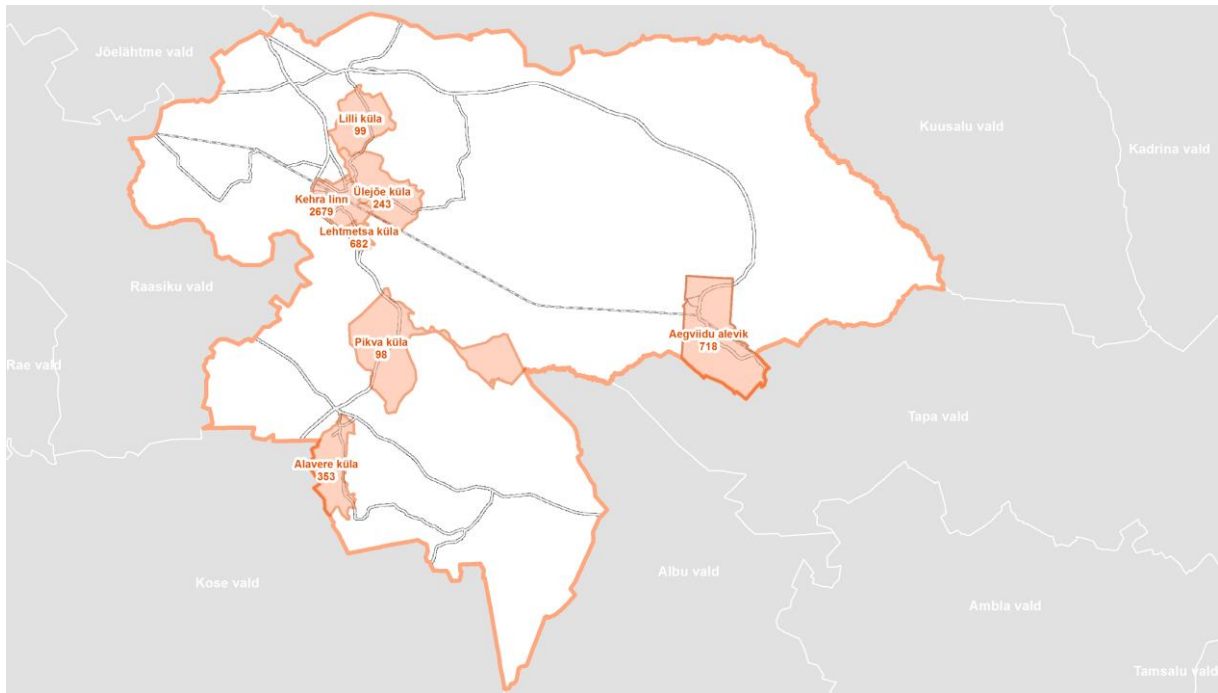 Jõelähtme vald
Kuusalu vald
Kadrina vald
Lilli küla
99
Ülejõe küla
243
Kehra linn
2679
Lehtmetsa küla
682
Raasiku vald
Aegviidu alevik
718
Pikva küla
98
Rae vald
Tapa vald
Alavere küla
353
Kose vald
Albu vald
Ambla vald
Tamsalu vald